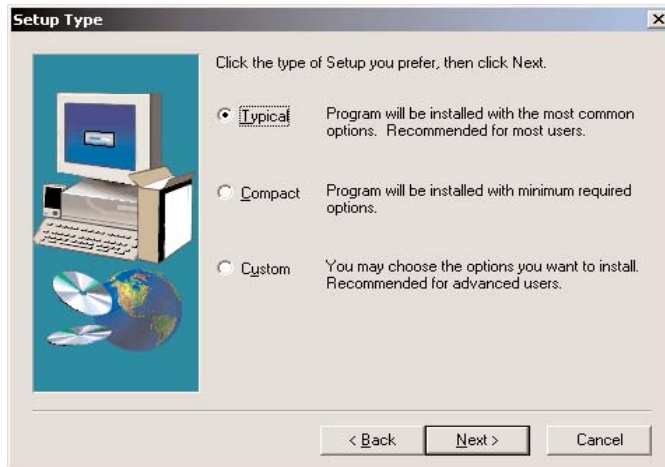 Setup Type
Click the type of Setup you prefer, then click Next.
Typical
Program will be installed with the most common
options. Recommended for most users.
Compact
Program will be installed with minimum required
options.
Custom
You may choose the options you want to install.
Recommended for advanced users.
< Back
Next >
Cancel